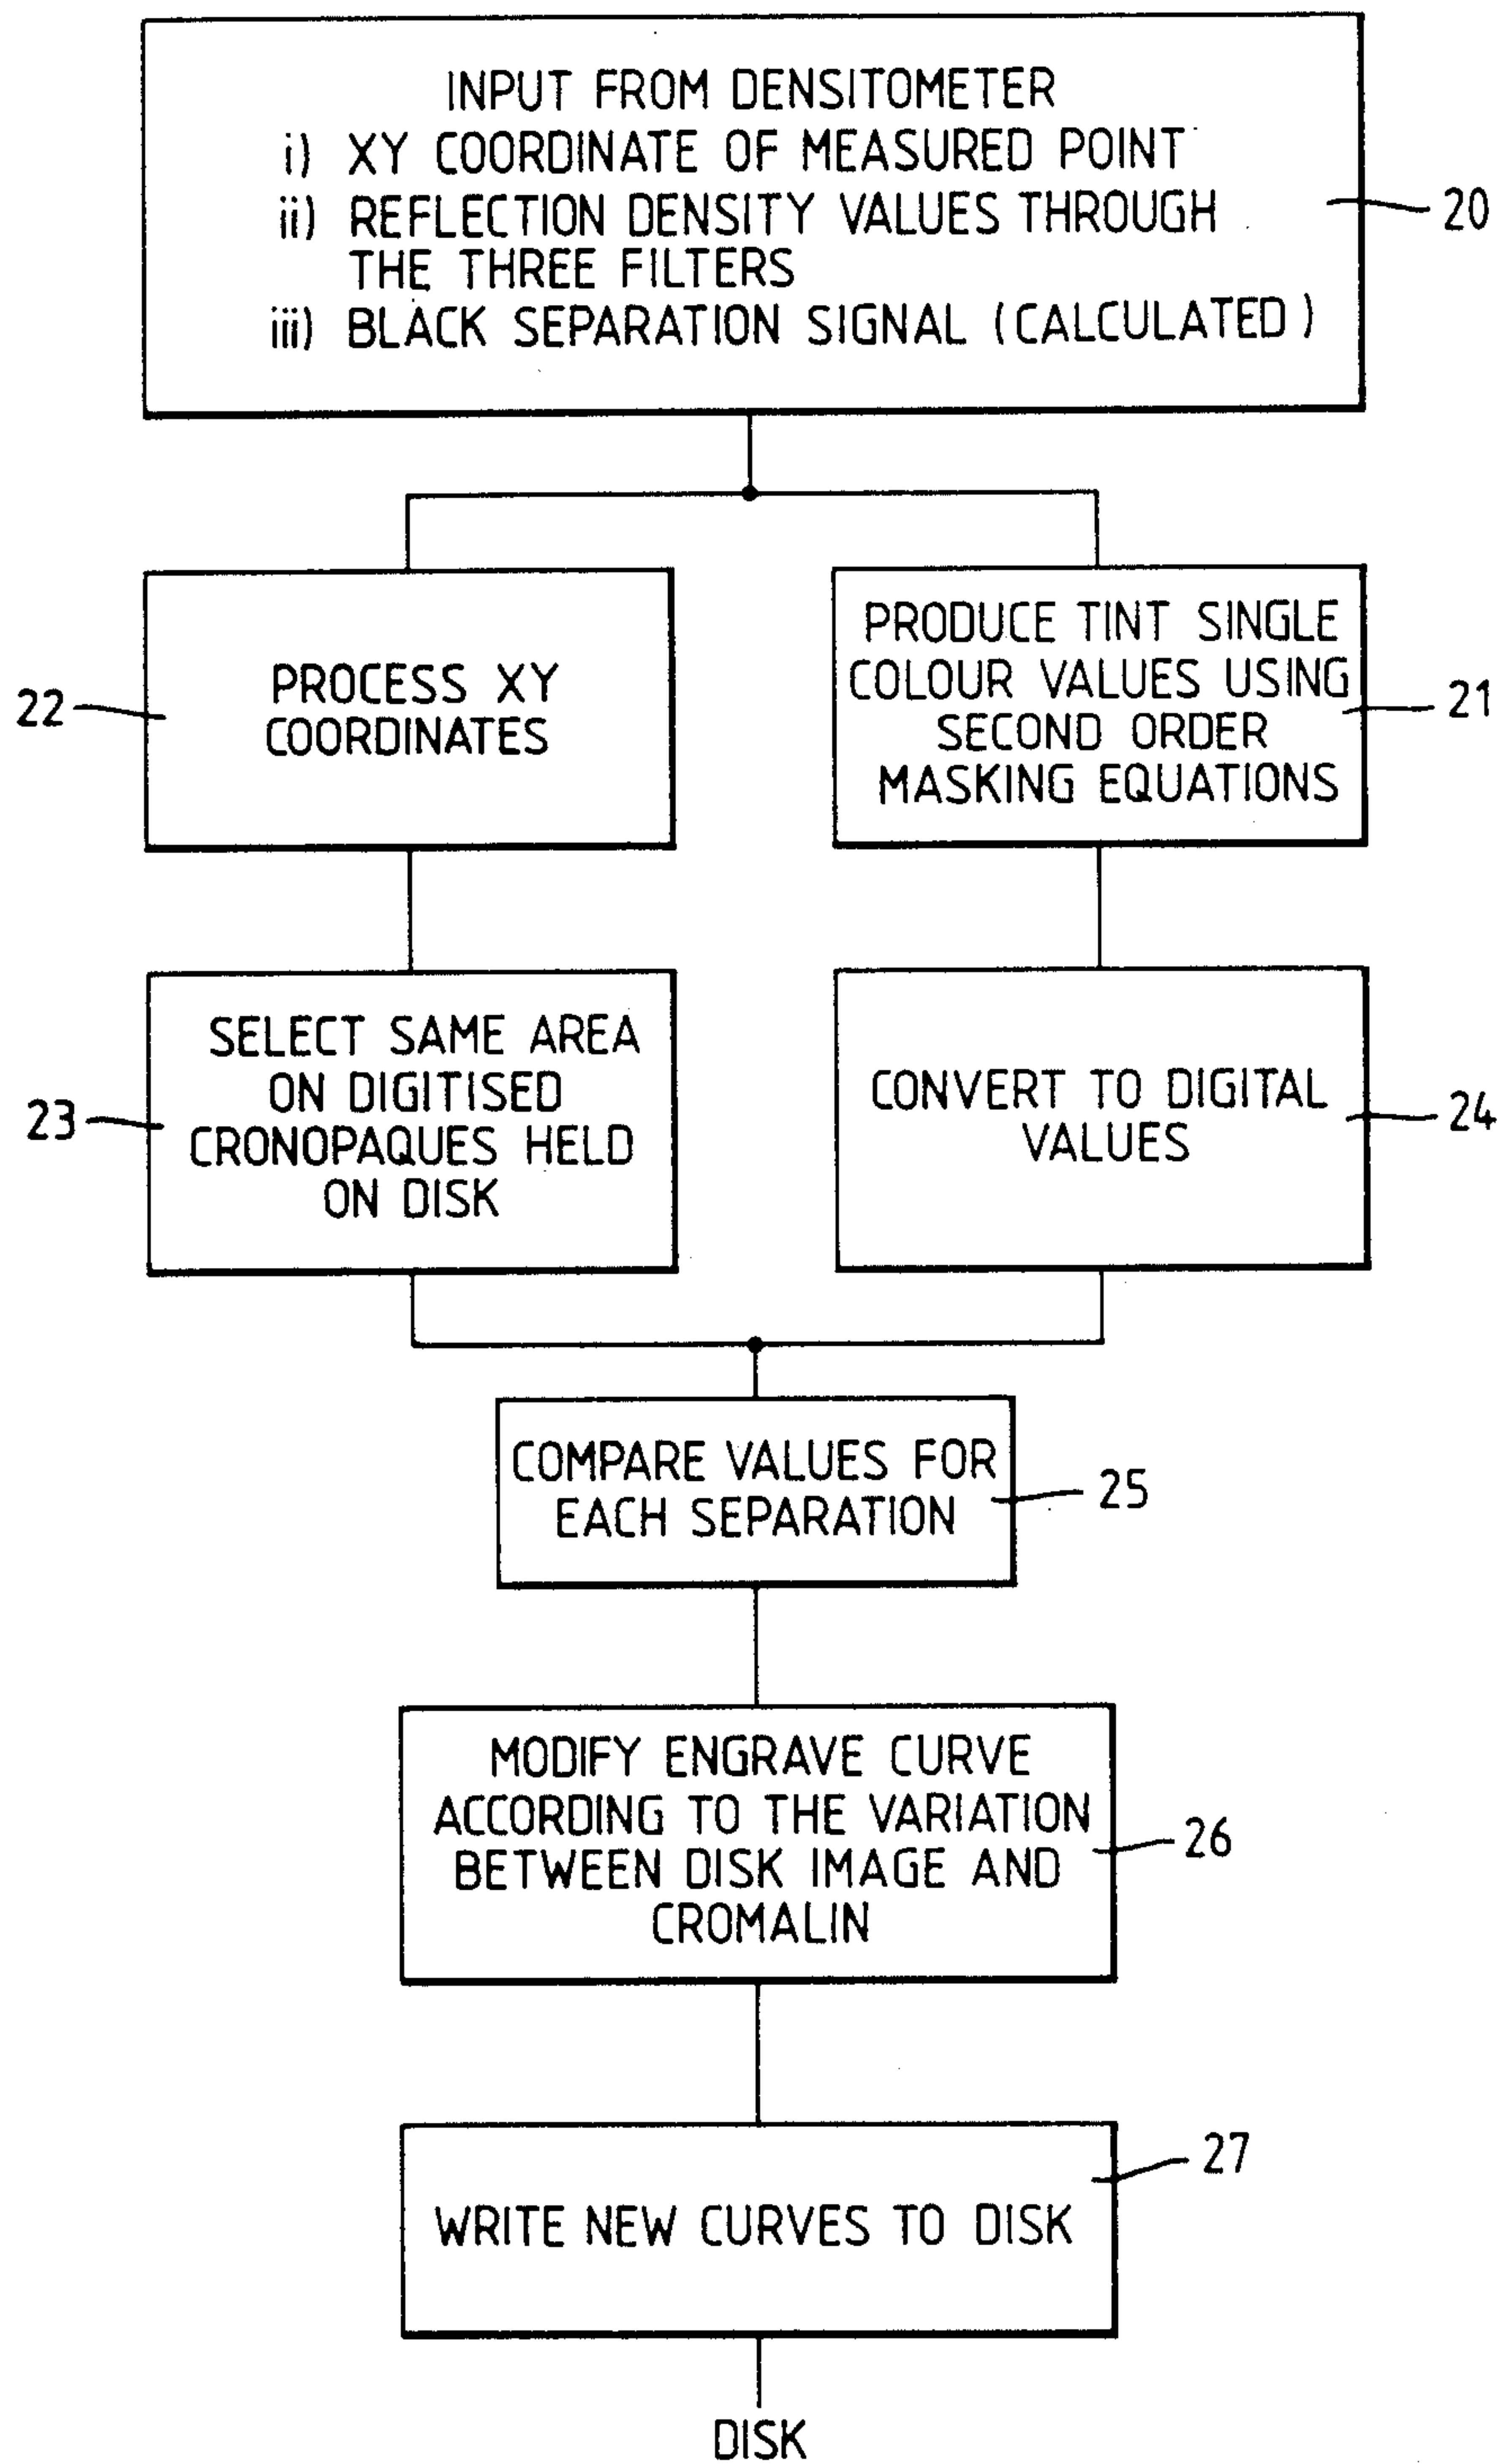 INPUT FROM DENSITOMETER
i) XY COORDINATE OF MEASURED POINT
ii) REFLECTION DENSITY VALUES THROUGH
THE THREE FILTERS
iii) BLACK SEPARATION SIGNAL (CALCULATED)
20
PROCESS XY
COORDINATES
22
PRODUCE TINT SINGLE
COLOUR VALUES USING
SECOND ORDER
MASKING EQUATIONS
21
SELECT SAME AREA
ON DIGITISED
CRONOPAQUES HELD
ON DISK
23
CONVERT TO DIGITAL
VALUES
24
COMPARE VALUES FOR
EACH SEPARATION
25
MODIFY ENGRAVE CURVE
ACCORDING TO THE VARIATION
BETWEEN DISK IMAGE AND
CROMALIN
26
WRITE NEW CURVES TO DISK
27
DISK